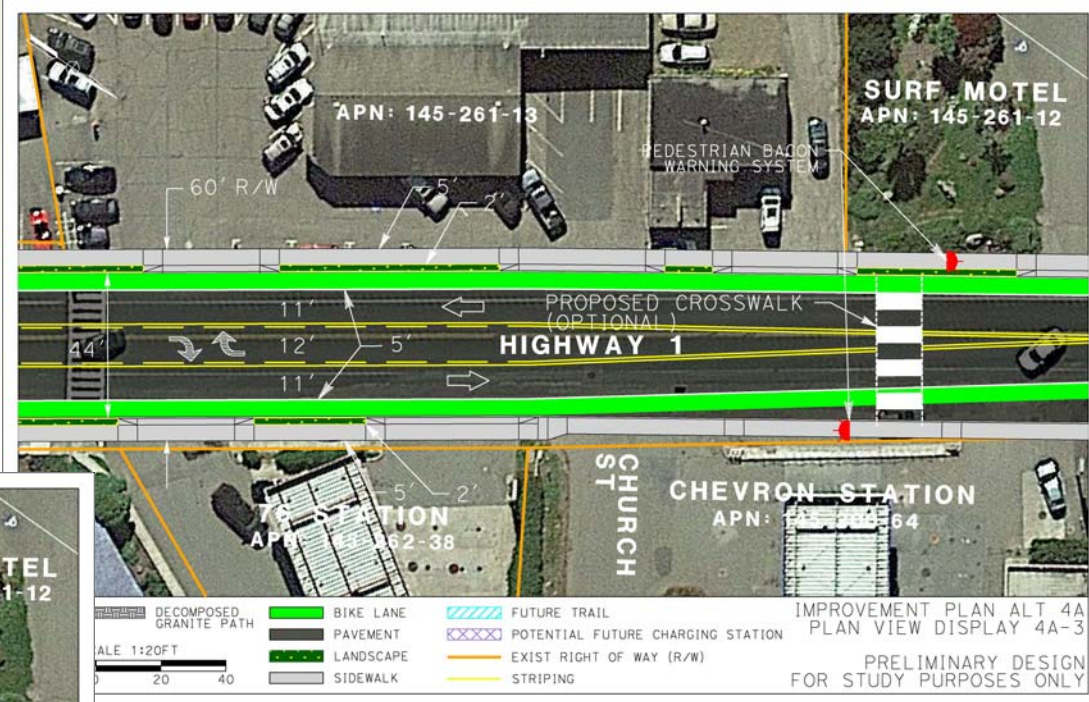 SURF MOTEL
APN: 145-261-12
APN: 145-261-13
PEDESTRIAN BACON
WARNING SYSTEM
60' R/W
5'
2'
11'
PROPOSED CROSSWALK
(OPTIONAL)
44'
12'
5'
HIGHWAY 1
11'
5'
2'
CHURCH
ST
76 STATION
CHEVRON STATION
APN:
TEL
1-12
DECOMPOSED
GRANITE PATH
BIKE LANE
PAVEMENT
LANDSCAPE
SIDEWALK
FUTURE TRAIL
POTENTIAL FUTURE CHARGING STATION
EXIST RIGHT OF WAY (R/W)
STRIPING
ALE 1:20FT
0 20 40
IMPROVEMENT PLAN ALT 4A
PLAN VIEW DISPLAY 4A-3
PRELIMINARY DESIGN
FOR STUDY PURPOSES ONLY